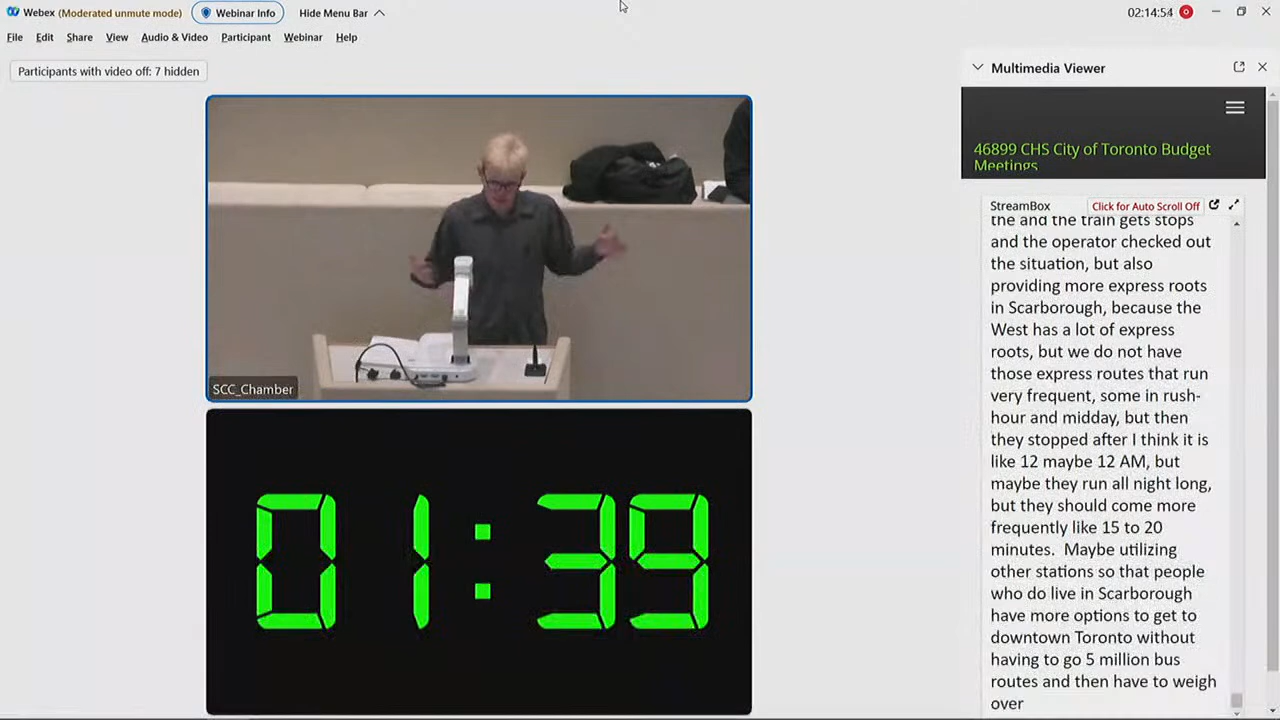 Webex (Moderated unmute mode) Webinar Info Hide Menu Bar 02:14:54
File Edit Share View Audio & Video Participant Webinar Help
Participants with video off: 7 hidden
Multimedia Viewer
46899 CHS City of Toronto Budget
Meetings
StreamBox Click for Auto Scroll Off
the and the train gets stops
and the operator checked out
the situation, but also
providing more express roots
in Scarborough, because the
West has a lot of express
roots, but we do not have
those express routes that run
very frequent, some in rush-
hour and midday, but then
they stopped after I think it is
like 12 maybe 12 AM, but
maybe they run all night long,
but they should come more
frequently like 15 to 20
minutes. Maybe utilizing
other stations so that people
who do live in Scarborough
have more options to get to
downtown Toronto without
having to go 5 million bus
routes and then have to weigh
over
SCC_Chamber
01:39